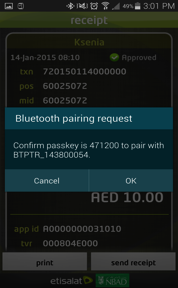 49% 3:01 PM
receipt
Ksenia
14-Jan-2015 08:10 Approved
txn 720150114000000
pos 60025072
mid 60025072
Bluetooth pairing request
Confirm passkey is 471200 to pair with
BTPTR_143800054.
Cancel OK
AED 10.00
app id A0000000031010
tvr 000804E000
print send receipt
etisalat NBAD